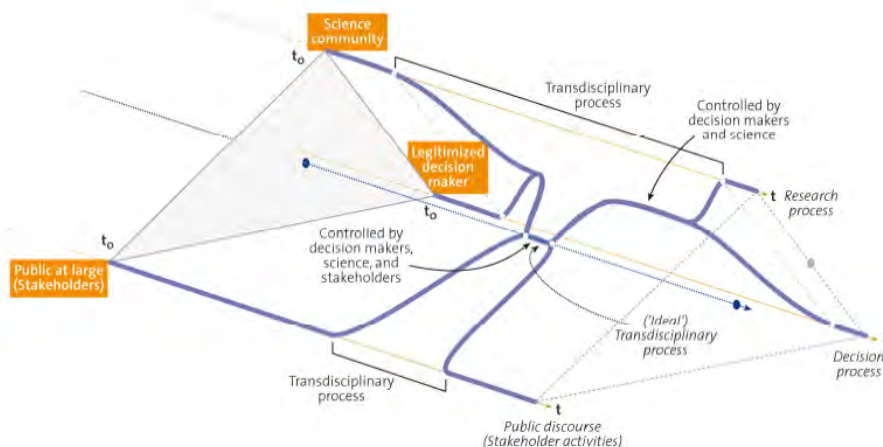 Science
community
t₀
Transdisciplinary
process
Controlled by
decision makers
and science
Legitimized
decision
maker
t₀
t
Research
process
t₀
Public at large
(Stakeholders)
Controlled by
decision makers,
science, and
stakeholders
('Ideal')
Transdisciplinary
process
Decision
process
Transdisciplinary
process
t
Public discourse
(Stakeholder activities)